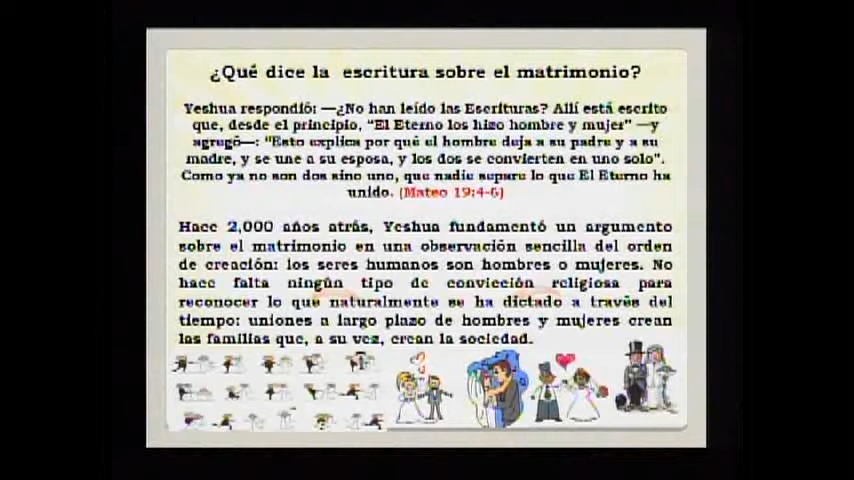 ¿Qué dice la escritura sobre el matrimonio?
Yeshua respondió: —¿No han leído las Escrituras? Allí está escrito
que, desde el principio, “El Eterno los hizo hombre y mujer” —y
agregó—: “Esto explica por qué el hombre deja a su padre y a su
madre, y se une a su esposa, y los dos se convierten en uno solo”.
Como ya no son dos sino uno, que nadie separe lo que El Eterno ha
unido. (Mateo 19:4-6)
Hace 2,000 años atrás, Yeshua fundamentó un argumento
sobre el matrimonio en una observación sencilla del orden
de creación: los seres humanos son hombres o mujeres. No
hace falta ningún tipo de convicción religiosa para
reconocer lo que naturalmente se ha dictado a través del
tiempo: uniones a largo plazo de hombres y mujeres crean
las familias que, a su vez, crean la sociedad.